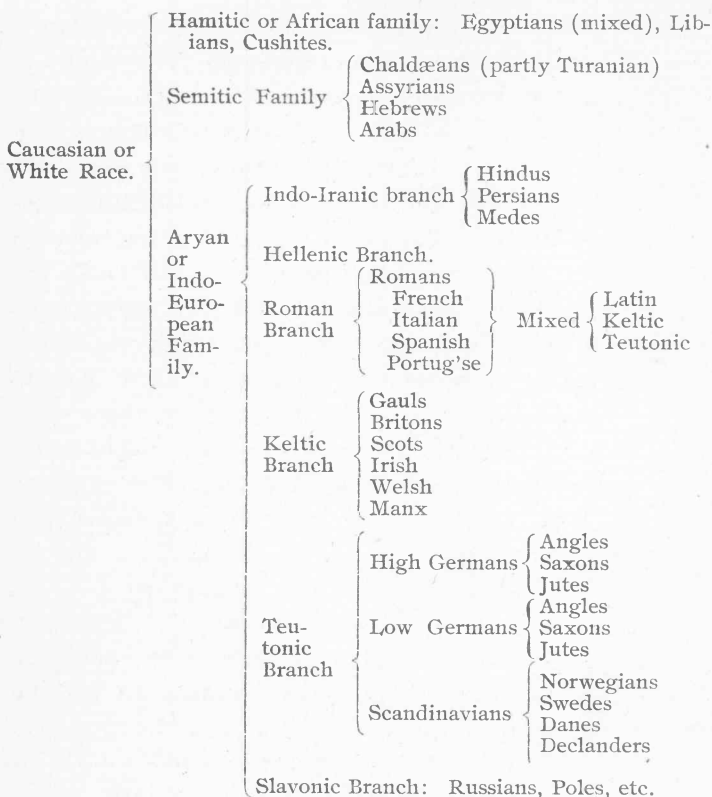 Hamitic or African family: Egyptians (mixed), Lib-
ians, Cushites.
Semitic Family
Chaldæans (partly Turanian)
Assyrians
Hebrews
Arabs
Caucasian or
White Race.
Aryan
or
Indo-
Euro-
pean
Fam-
ily.
Indo-Iranic branch
Hindus
Persians
Medes
Hellenic Branch.
Roman
Branch
Romans
French
Italian
Spanish
Portug'se
Mixed
Latin
Keltic
Teutonic
Keltic
Branch
Gauls
Britons
Scots
Irish
Welsh
Manx
Teu-
tonic
Branch
High Germans
Angles
Saxons
Jutes
Low Germans
Angles
Saxons
Jutes
Scandinavians
Norwegians
Swedes
Danes
Declanders
Slavonic Branch: Russians, Poles, etc.